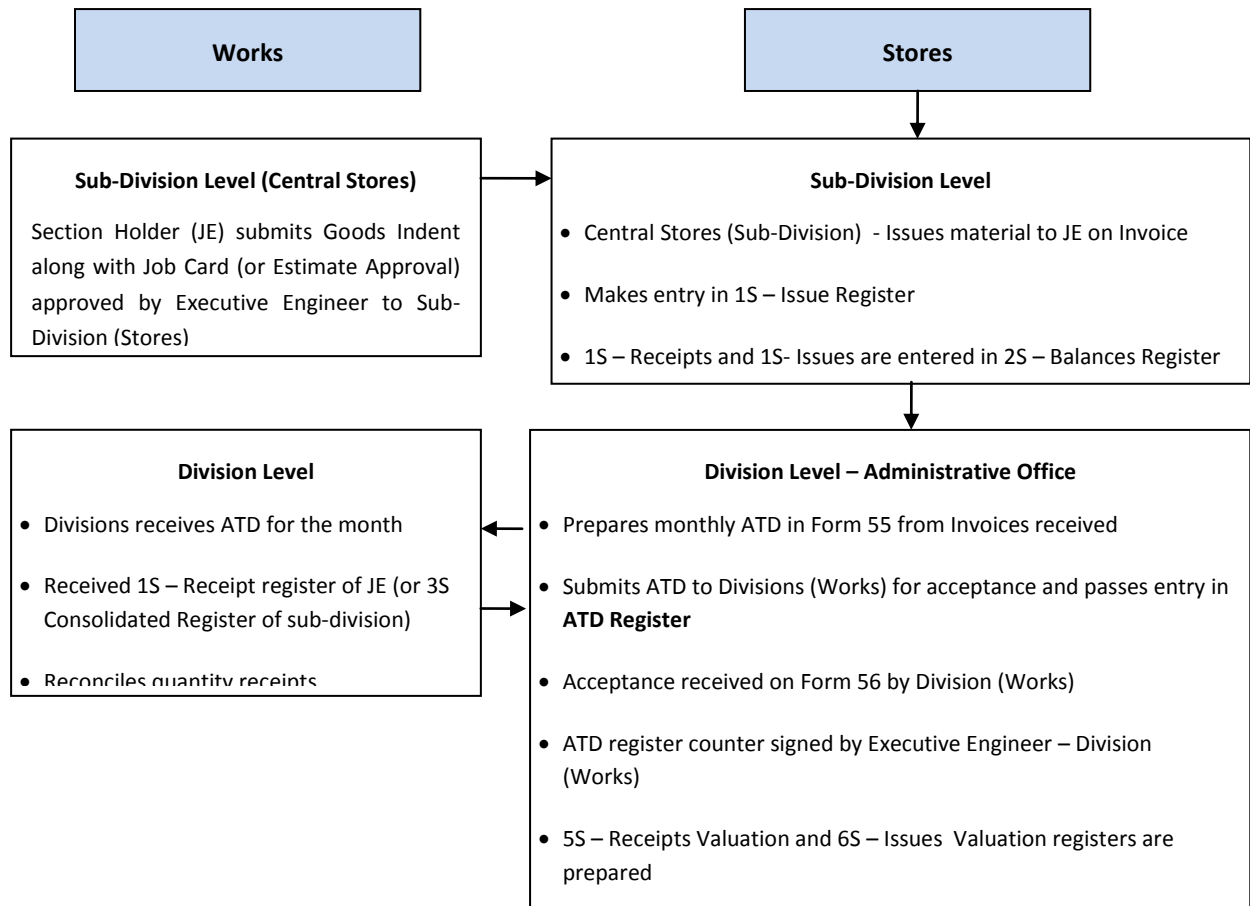 Works
Stores
Sub-Division Level (Central Stores)
Section Holder (JE) submits Goods Indent
along with Job Card (or Estimate Approval)
approved by Executive Engineer to Sub-
Division (Stores)
Sub-Division Level
• Central Stores (Sub-Division) - Issues material to JE on Invoice
• Makes entry in 1S – Issue Register
• 1S – Receipts and 1S- Issues are entered in 2S – Balances Register
Division Level
• Divisions receives ATD for the month
• Received 1S – Receipt register of JE (or 3S
Consolidated Register of sub-division)
• Reconciles quantity receipts
Division Level – Administrative Office
• Prepares monthly ATD in Form 55 from Invoices received
• Submits ATD to Divisions (Works) for acceptance and passes entry in
ATD Register
• Acceptance received on Form 56 by Division (Works)
• ATD register counter signed by Executive Engineer – Division
(Works)
• 5S – Receipts Valuation and 6S – Issues Valuation registers are
prepared